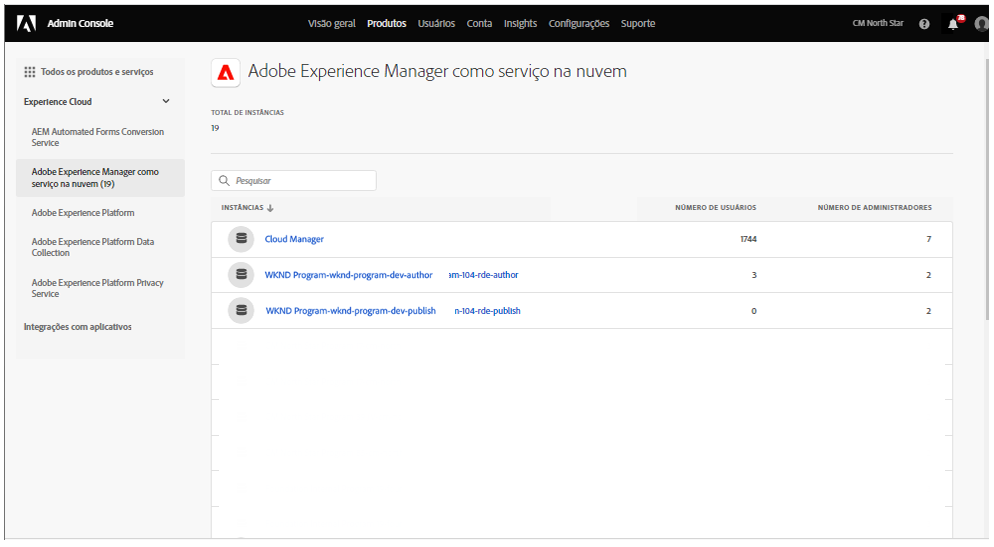 Admin Console
Visão geral Produtos Usuários Conta Insights Configurações Suporte
CM North Star
Todos os produtos e serviços
Experience Cloud
AEM Automated Forms Conversion
Service
Adobe Experience Manager como
serviço na nuvem (19)
Adobe Experience Platform
Adobe Experience Platform Data
Collection
Adobe Experience Platform Privacy
Service
Integrações com aplicativos
Adobe Experience Manager como serviço na nuvem
TOTAL DE INSTÂNCIAS
19
Pesquisar
INSTÂNCIAS NÚMERO DE USUÁRIOS NÚMERO DE ADMINISTRADORES
Cloud Manager 1744 7
WKND Program-wknd-program-dev-author am-104-rde-author 3 2
WKND Program-wknd-program-dev-publish n-104-rde-publish 0 2